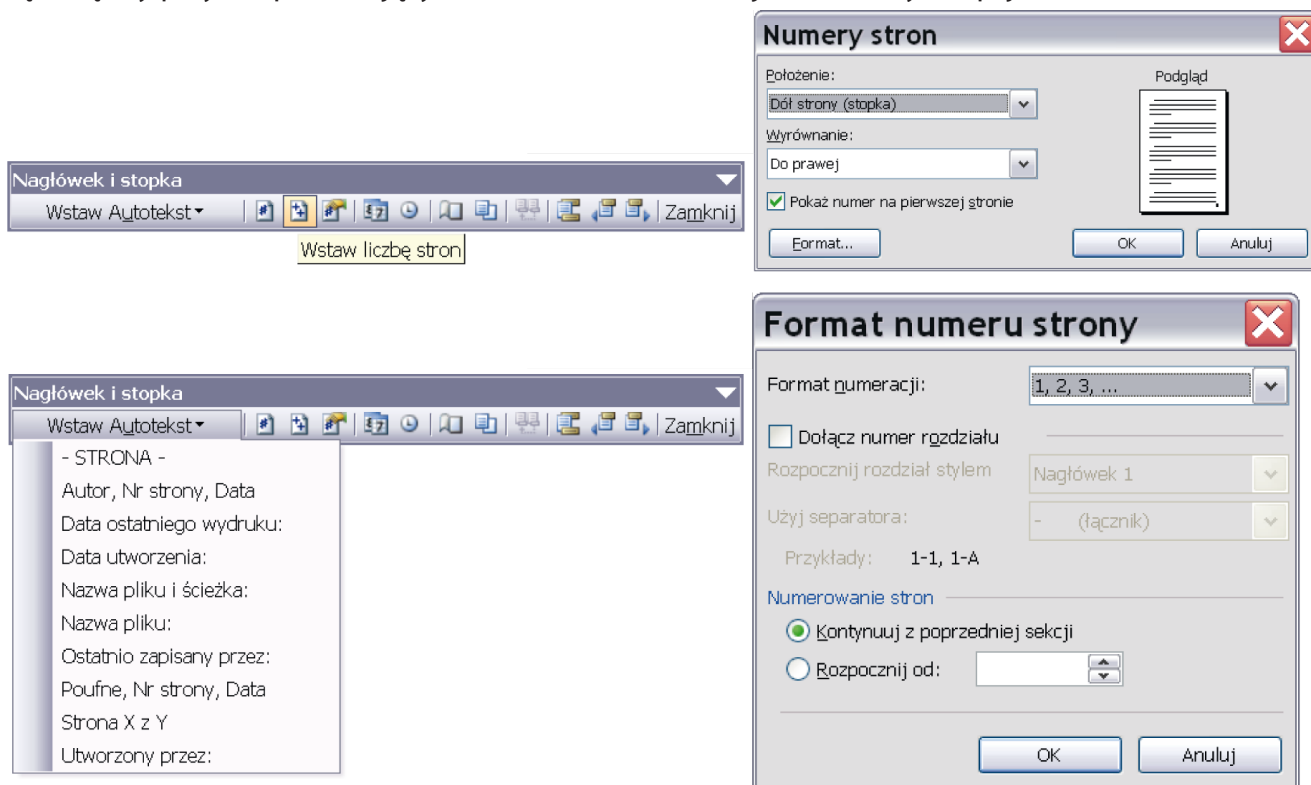 Numery stron
Położenie:
Podgląd
Dół strony (stopka)
Wyrównanie:
Do prawej
Pokaż numer na pierwszej stronie
Format...
OK
Anuluj
Nagłówek i stopka
Wstaw Autotekst
Zamknij
Wstaw liczbę stron
Format numeru strony
Format numeracji:
1, 2, 3, ...
Dołącz numer rozdziału
Rozpocznij rozdział stylem
Nagłówek 1
Użyj separatora:
- (łącznik)
Przykłady: 1-1, 1-A
Numerowanie stron
Kontynuuj z poprzedniej sekcji
Rozpocznij od:
OK
Anuluj
Nagłówek i stopka
Wstaw Autotekst
Zamknij
- STRONA -
Autor, Nr strony, Data
Data ostatniego wydruku:
Data utworzenia:
Nazwa pliku i ścieżka:
Nazwa pliku:
Ostatnio zapisany przez:
Poufne, Nr strony, Data
Strona X z Y
Utworzony przez: